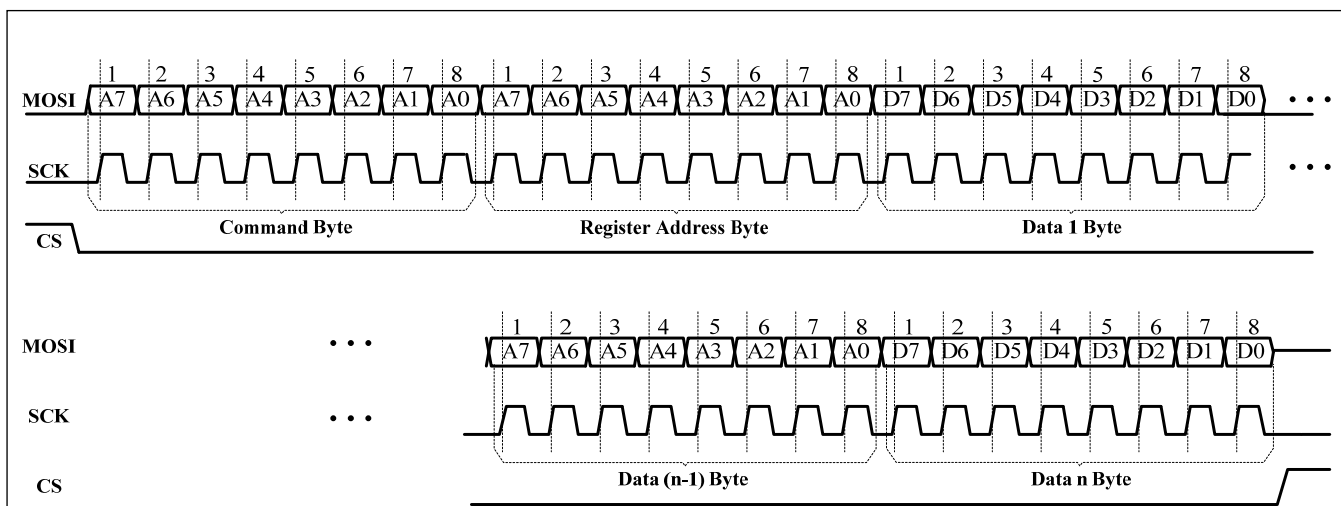 1 2 3 4 5 6 7 8 1 2 3 4 5 6 7 8 1 2 3 4 5 6 7 8
MOSI A7 A6 A5 A4 A3 A2 A1 A0 A7 A6 A5 A4 A3 A2 A1 A0 D7 D6 D5 D4 D3 D2 D1 D0 • • •
SCK • • •
Command Byte Register Address Byte Data 1 Byte
CS
1 2 3 4 5 6 7 8 1 2 3 4 5 6 7 8
MOSI • • • A7 A6 A5 A4 A3 A2 A1 A0 D7 D6 D5 D4 D3 D2 D1 D0
SCK • • •
Data (n-1) Byte Data n Byte
CS